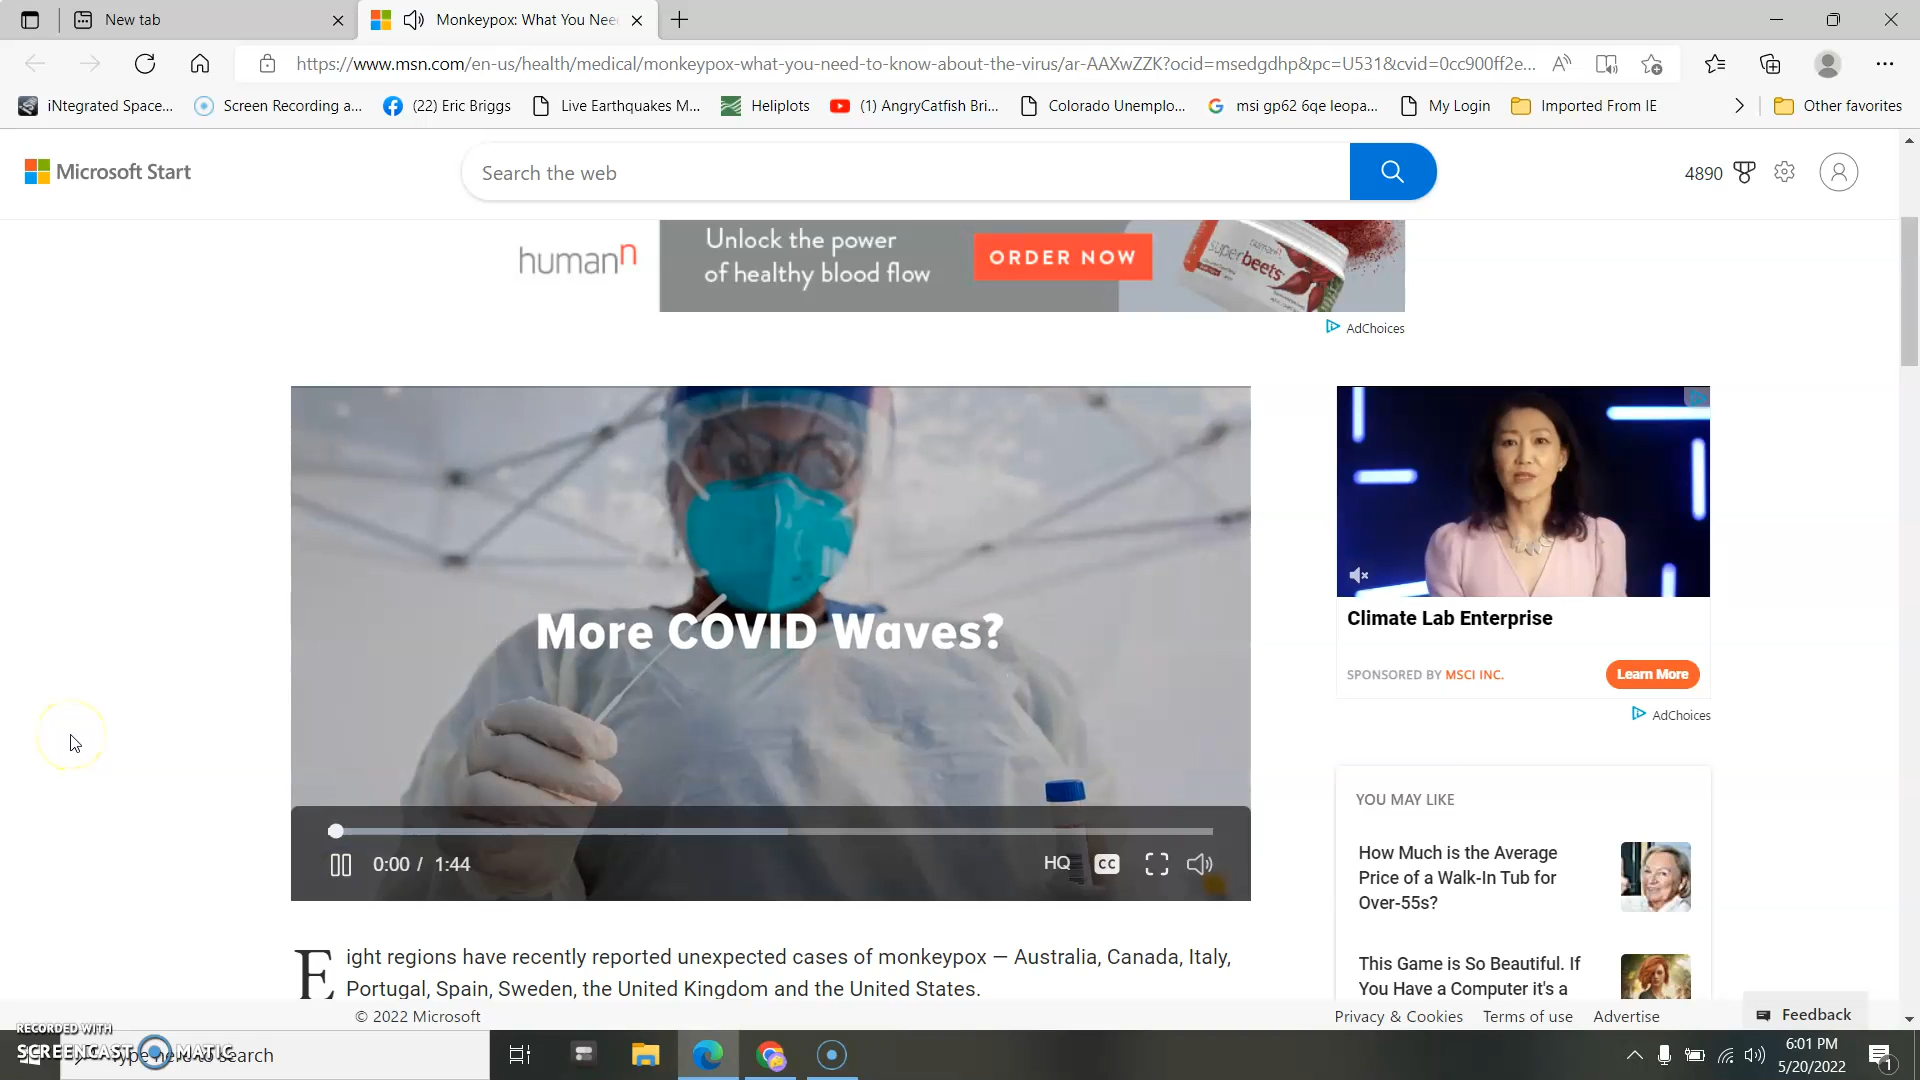 New tab
Monkeypox: What You Nee
https://www.msn.com/en-us/health/medical/monkeypox-what-you-need-to-know-about-the-virus/ar-AAXwZZK?ocid=msedgdhp&pc=U531&cvid=0cc900ff2e...
iNtegrated Space...
Screen Recording a...
(22) Eric Briggs
Live Earthquakes M...
Heliplots
(1) AngryCatfish Bri...
Colorado Unemplo...
msi gp62 6qe leopa...
My Login
Imported From IE
Other favorites
Microsoft Start
Search the web
4890
humann
Unlock the power
of healthy blood flow
ORDER NOW
humann
superbeets
AdChoices
More COVID Waves?
0:00 / 1:44
HQ
CC
Climate Lab Enterprise
SPONSORED BY MSCI INC.
Learn More
AdChoices
YOU MAY LIKE
How Much is the Average
Price of a Walk-In Tub for
Over-55s?
This Game is So Beautiful. If
You Have a Computer it's a
Eight regions have recently reported unexpected cases of monkeypox — Australia, Canada, Italy,
Portugal, Spain, Sweden, the United Kingdom and the United States.
© 2022 Microsoft
Privacy & Cookies
Terms of use
Advertise
Feedback
RECORDED WITH
SCREENCAST MATIC
Type here to search
6:01 PM
5/20/2022
1